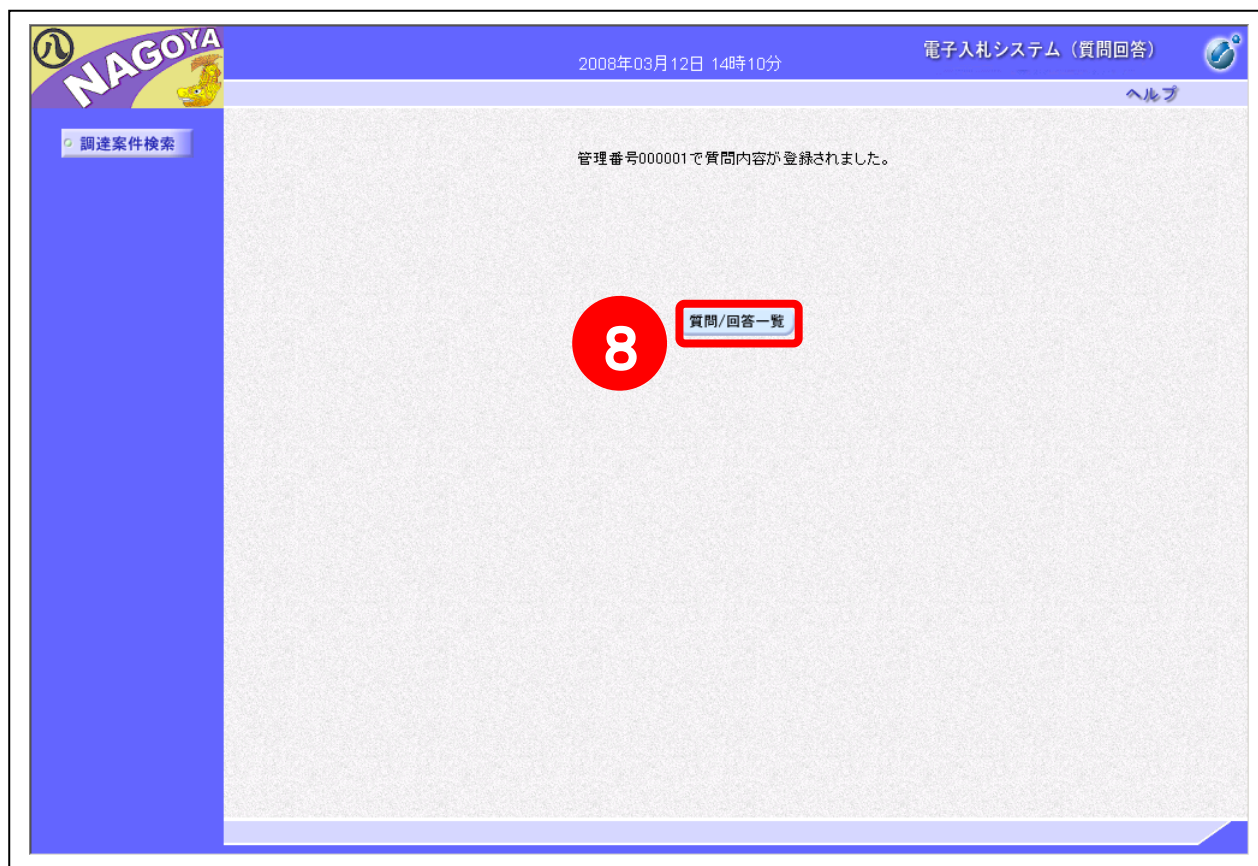 八
NAGOYA
2008年03月12日 14時10分
電子入札システム（質問回答）
ヘルプ
調達案件検索
管理番号000001で質問内容が登録されました。
8
質問/回答一覧